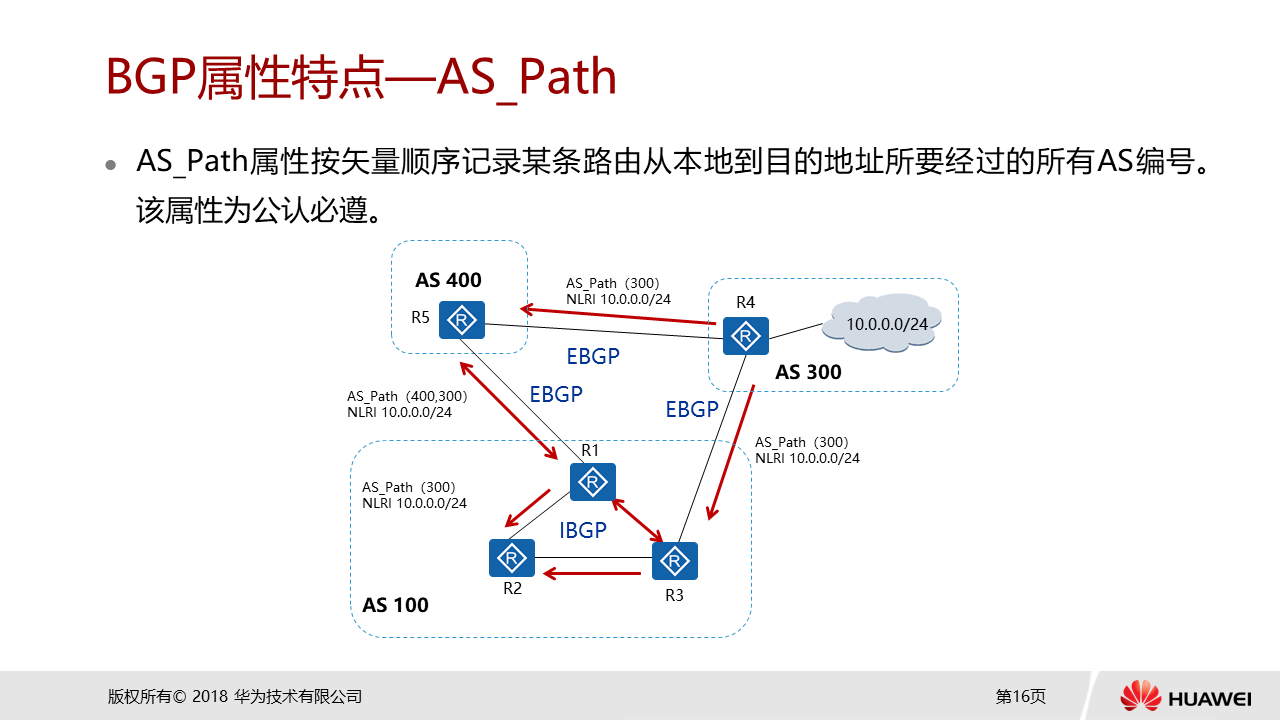 BGP属性特点—AS_Path
AS_Path属性按矢量顺序记录某条路由从本地到目的地址所要经过的所有AS编号。
该属性为公认必遵。
AS 400
R5
R
AS_Path（300）
NLRI 10.0.0.0/24
R4
R
10.0.0.0/24
AS 300
EBGP
EBGP
EBGP
AS_Path（400,300）
NLRI 10.0.0.0/24
AS_Path（300）
NLRI 10.0.0.0/24
R1
R
AS_Path（300）
NLRI 10.0.0.0/24
IBGP
R
R2
R
R3
AS 100
版权所有© 2018 华为技术有限公司
第16页
HUAWEI